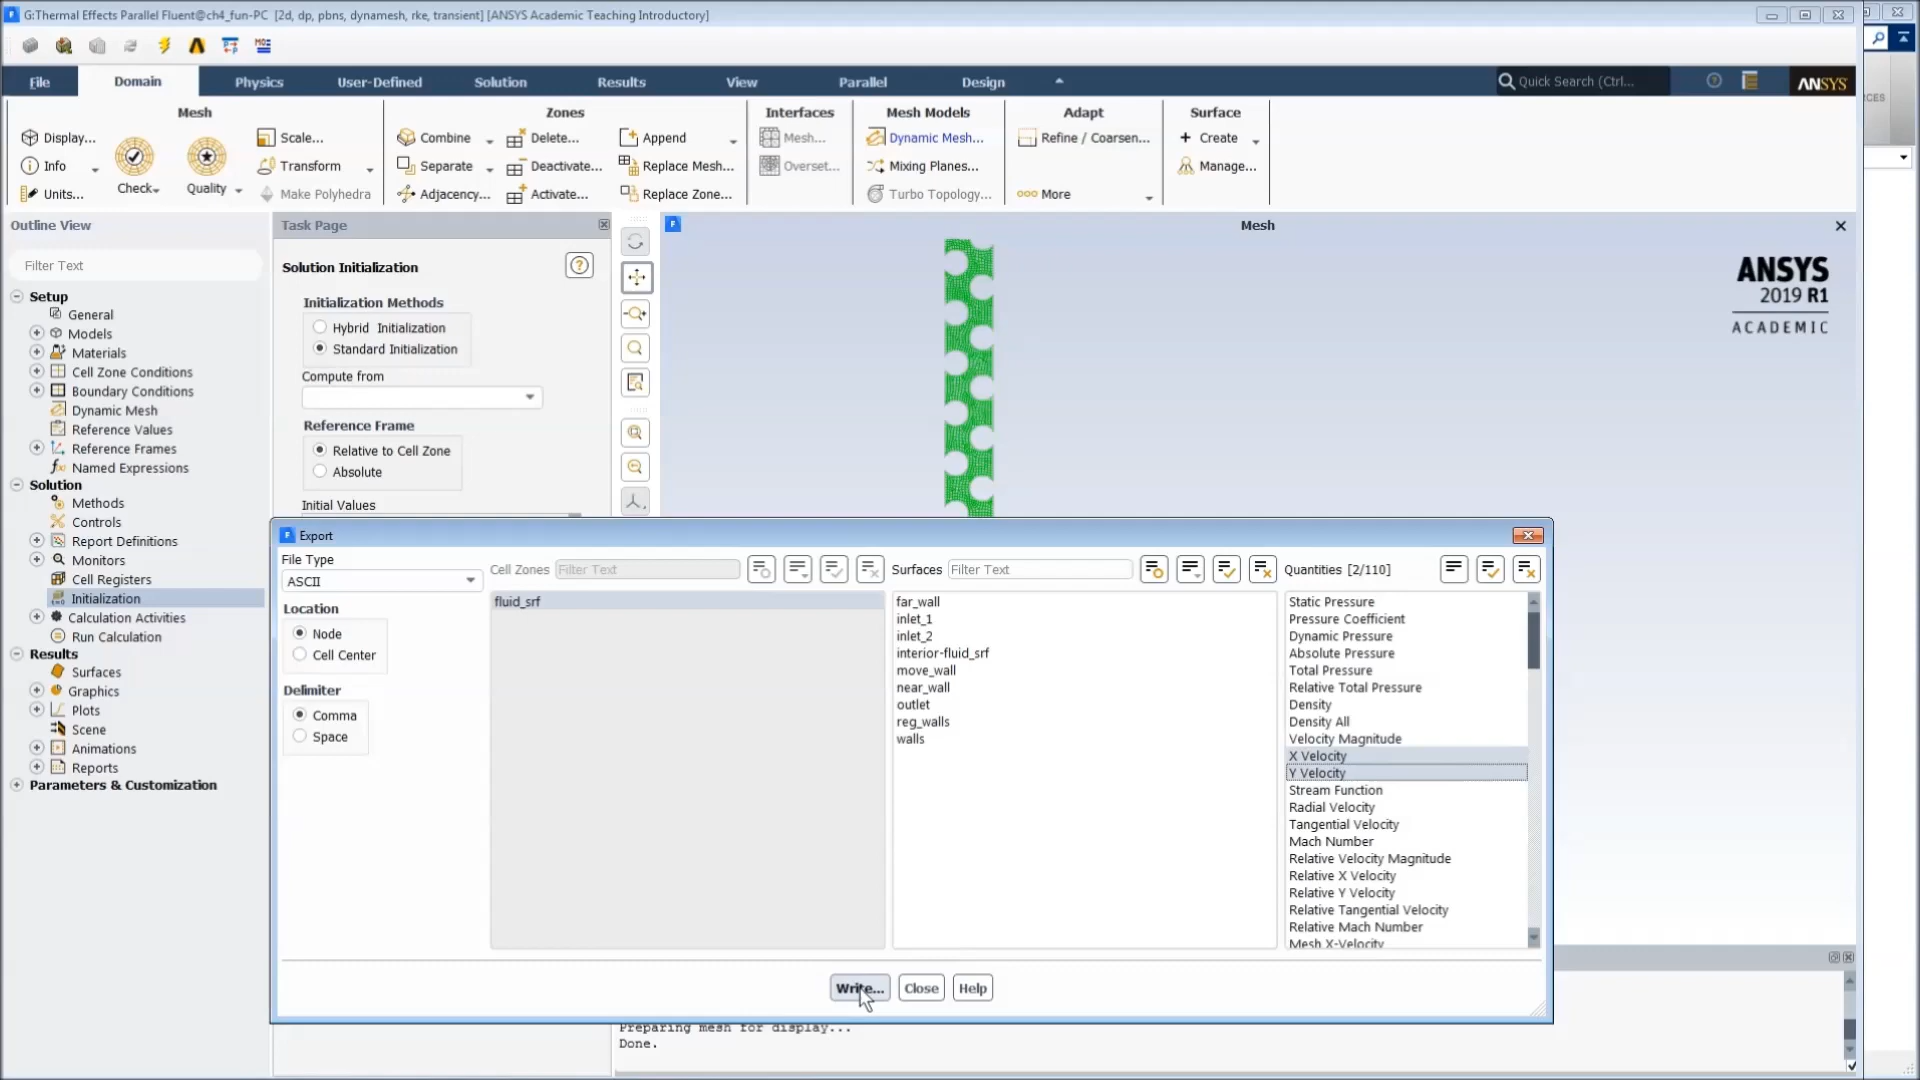 G:Thermal Effects Parallel Fluent@ch4_fun-PC [2d, dp, pbns, dynamesh, rke, transient] [ANSYS Academic Teaching Introductory]
File
Domain
Physics
User-Defined
Solution
Results
View
Parallel
Design
Quick Search (Ctrl...
ANSYS
Mesh
Display...
Info
Units...
Check
Quality
Scale...
Transform
Make Polyhedra
Zones
Combine
Separate
Adjacency...
Delete...
Deactivate...
Activate...
Append
Replace Mesh...
Replace Zone...
Interfaces
Mesh...
Overset...
Mesh Models
Dynamic Mesh...
Mixing Planes...
Turbo Topology...
Adapt
Refine / Coarsen...
More
Surface
Create
Manage...
Outline View
Filter Text
Setup
General
Models
Materials
Cell Zone Conditions
Boundary Conditions
Dynamic Mesh
Reference Values
Reference Frames
Named Expressions
Solution
Methods
Controls
Report Definitions
Monitors
Cell Registers
Initialization
Calculation Activities
Run Calculation
Results
Surfaces
Graphics
Plots
Scene
Animations
Reports
Parameters & Customization
Task Page
Solution Initialization
Initialization Methods
Hybrid Initialization
Standard Initialization
Compute from
Reference Frame
Relative to Cell Zone
Absolute
Initial Values
Mesh
ANSYS
2019 R1
ACADEMIC
Export
File Type
ASCII
Location
Node
Cell Center
Delimiter
Comma
Space
Cell Zones
Filter Text
fluid_srf
Surfaces
Filter Text
far_wall
inlet_1
inlet_2
interior-fluid_srf
move_wall
near_wall
outlet
reg_walls
walls
Quantities [2/110]
Static Pressure
Pressure Coefficient
Dynamic Pressure
Absolute Pressure
Total Pressure
Relative Total Pressure
Density
Density All
Velocity Magnitude
X Velocity
Y Velocity
Stream Function
Radial Velocity
Tangential Velocity
Mach Number
Relative Velocity Magnitude
Relative X Velocity
Relative Y Velocity
Relative Tangential Velocity
Relative Mach Number
Mesh X-Velocity
Write...
Close
Help
Preparing mesh for display...
Done.